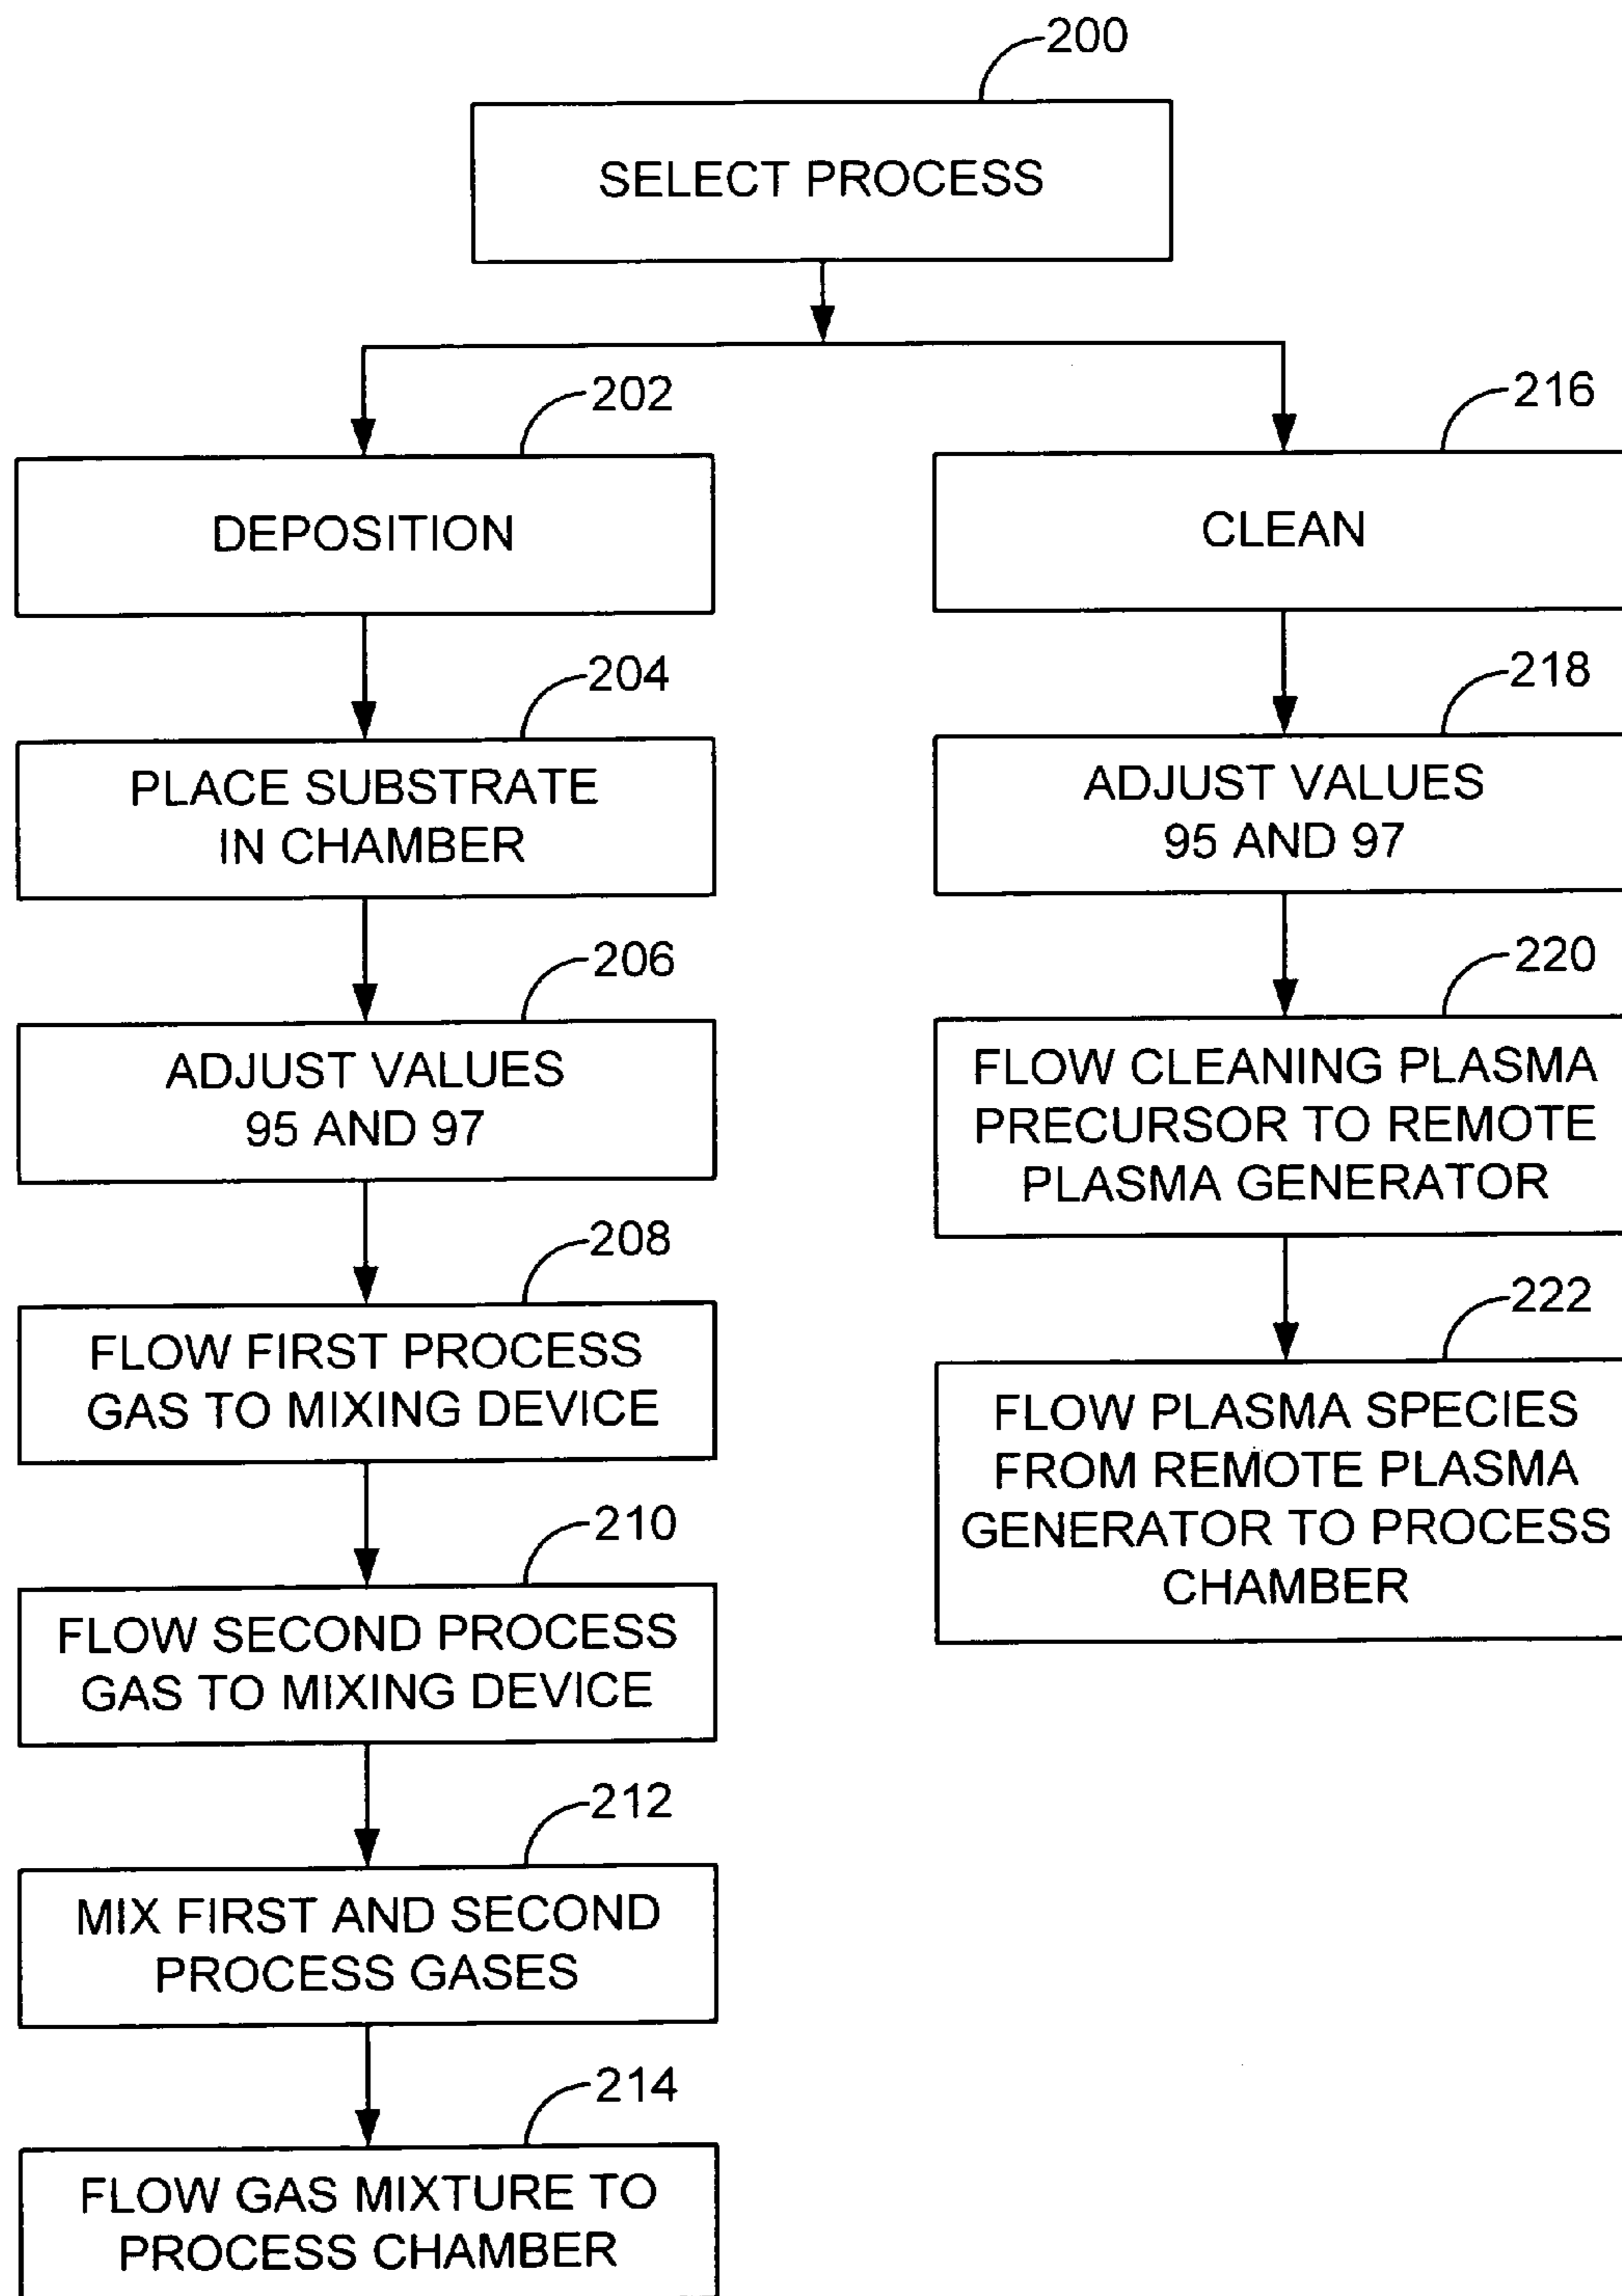 200
SELECT PROCESS
202
DEPOSITION
204
PLACE SUBSTRATE
IN CHAMBER
206
ADJUST VALUES
95 AND 97
208
FLOW FIRST PROCESS
GAS TO MIXING DEVICE
210
FLOW SECOND PROCESS
GAS TO MIXING DEVICE
212
MIX FIRST AND SECOND
PROCESS GASES
214
FLOW GAS MIXTURE TO
PROCESS CHAMBER
216
CLEAN
218
ADJUST VALUES
95 AND 97
220
FLOW CLEANING PLASMA
PRECURSOR TO REMOTE
PLASMA GENERATOR
222
FLOW PLASMA SPECIES
FROM REMOTE PLASMA
GENERATOR TO PROCESS
CHAMBER